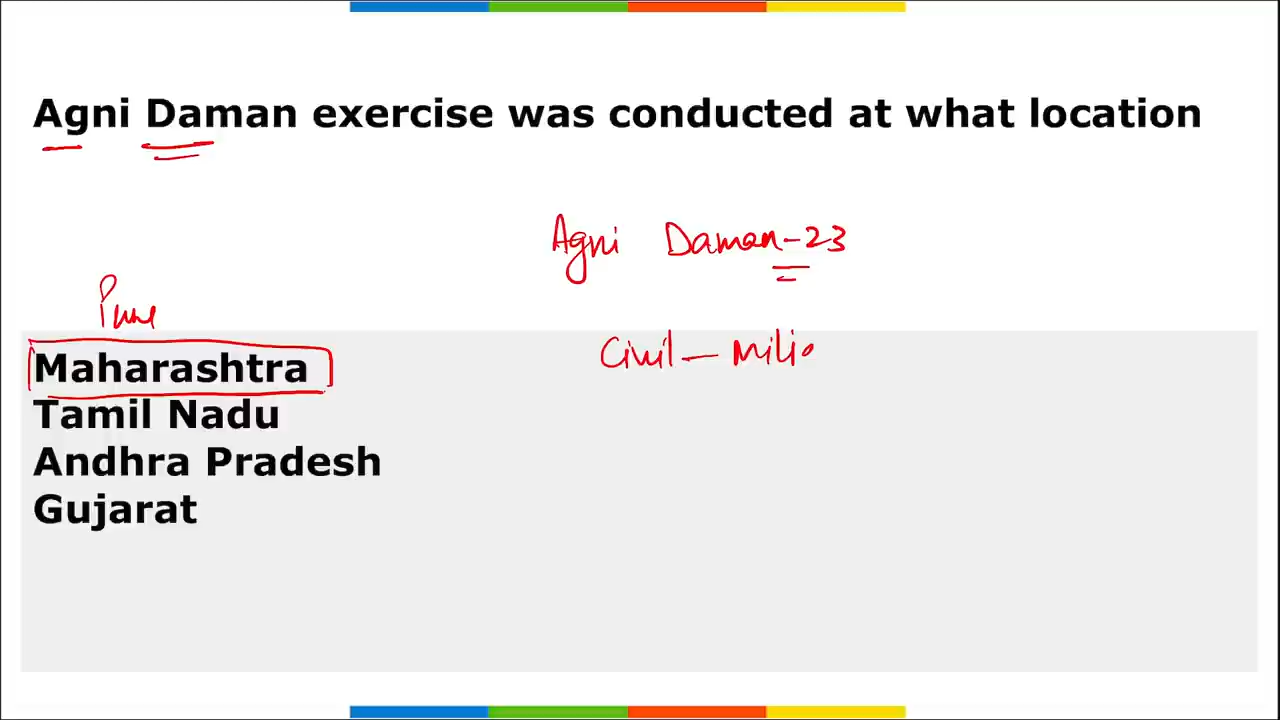 Agni Daman exercise was conducted at what location
Agni Daman-23
Pune
Civil - Mili
Maharashtra
Tamil Nadu
Andhra Pradesh
Gujarat